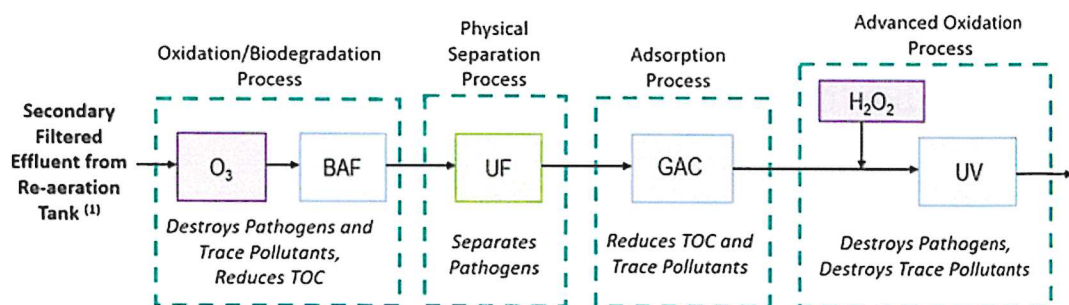 Oxidation/Biodegradation
Process
Physical
Separation
Process
Adsorption
Process
Advanced Oxidation
Process
Secondary
Filtered
Effluent from
Re-aeration
Tank (1)
O3
BAF
UF
GAC
H2O2
UV
Destroys Pathogens and
Trace Pollutants,
Reduces TOC
Separates
Pathogens
Reduces TOC and
Trace Pollutants
Destroys Pathogens,
Destroys Trace Pollutants